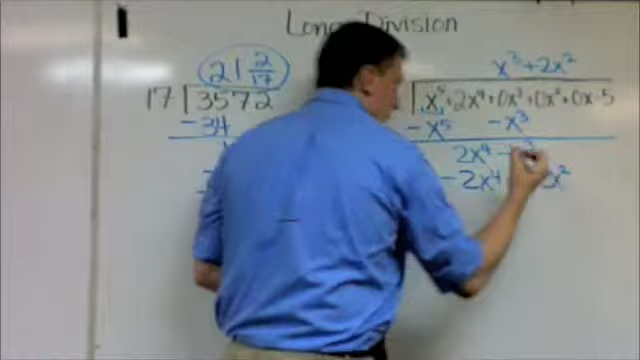 Long Division
21 2/17
17 3572
-34
x³ + 2x²
x⁵ + 2x⁴ + 0x³ + 0x² + 0x - 5
- x⁵ - x³
2x⁴ -
- 2x⁴ x²